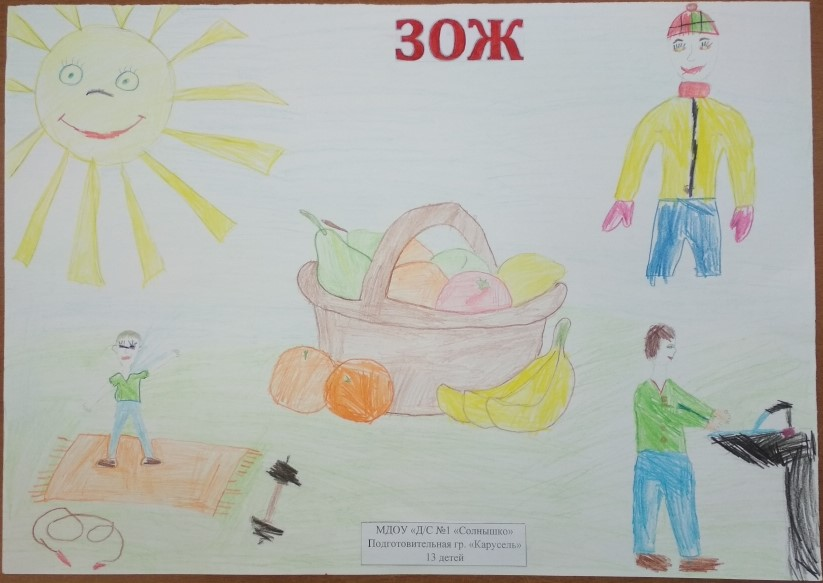 ЗОЖ
МДОУ «Д/С №1 «Солнышко»
Подготовительная гр. «Карусель»
13 детей